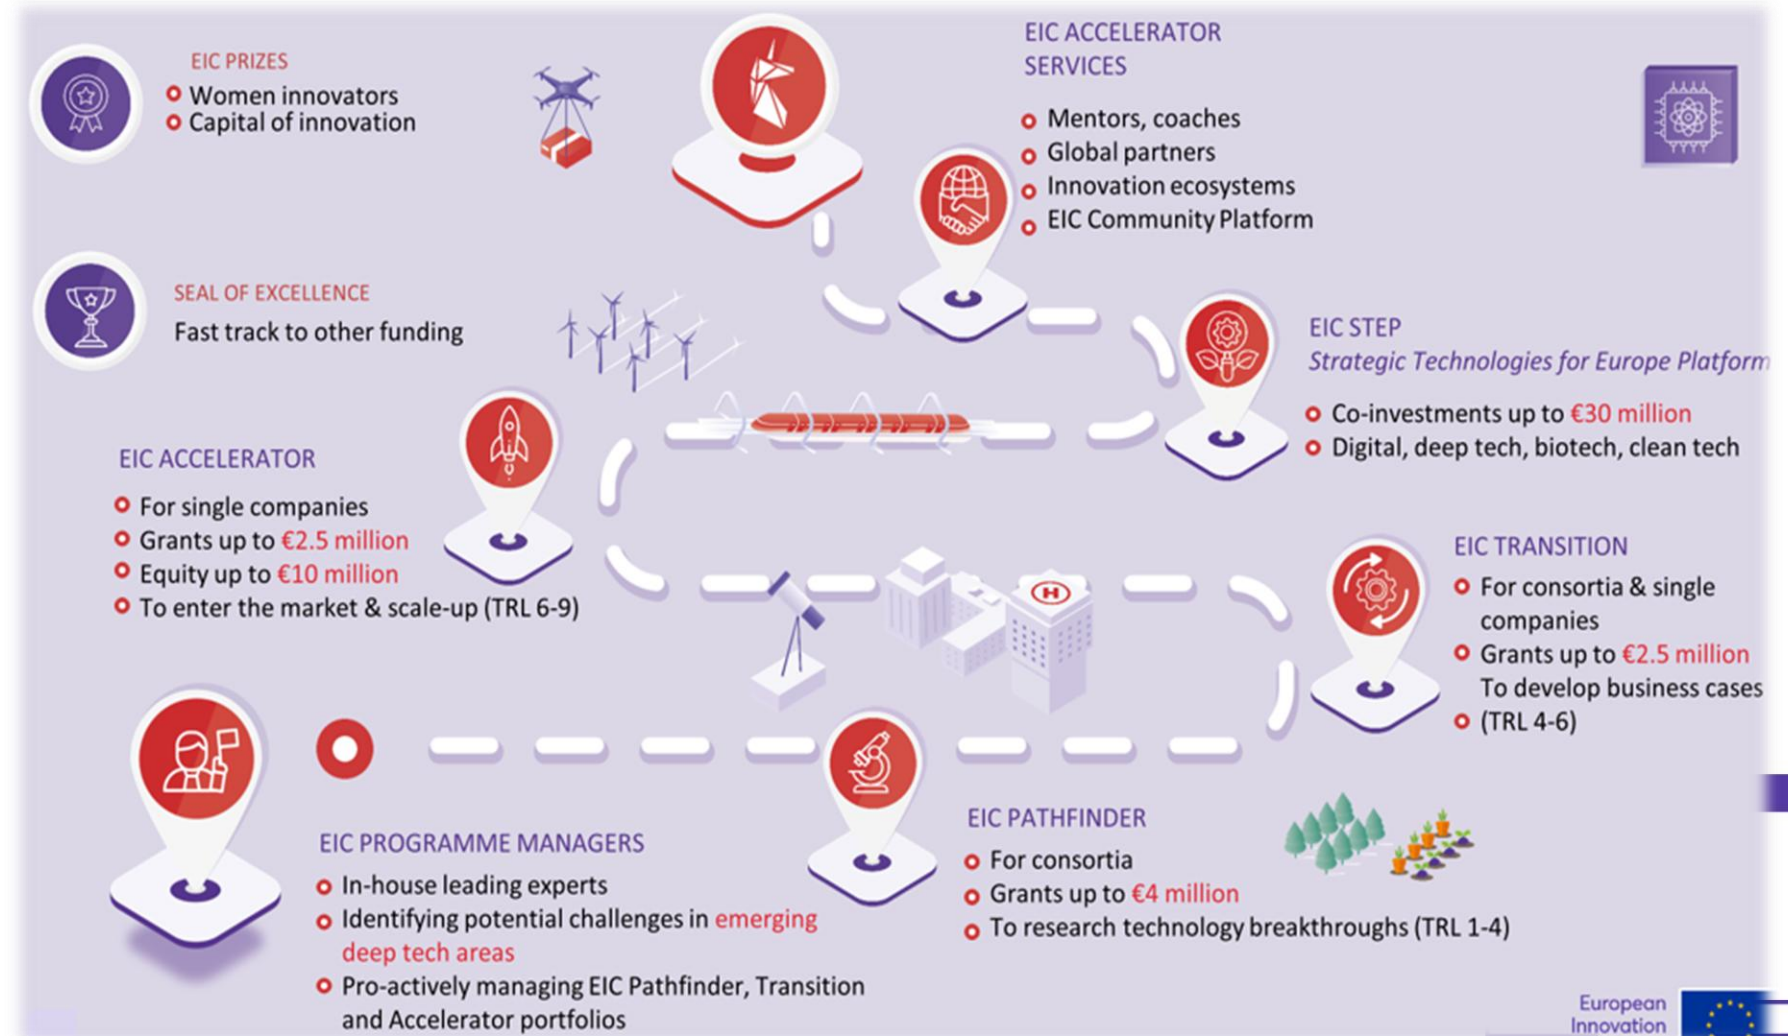 EIC PRIZES
Women innovators
Capital of innovation
EIC ACCELERATOR
SERVICES
Mentors, coaches
Global partners
Innovation ecosystems
EIC Community Platform
SEAL OF EXCELLENCE
Fast track to other funding
EIC STEP
Strategic Technologies for Europe Platform
Co-investments up to €30 million
Digital, deep tech, biotech, clean tech
EIC ACCELERATOR
For single companies
Grants up to €2.5 million
Equity up to €10 million
To enter the market & scale-up (TRL 6-9)
H
EIC TRANSITION
For consortia & single
companies
Grants up to €2.5 million
To develop business cases
(TRL 4-6)
EIC PROGRAMME MANAGERS
In-house leading experts
Identifying potential challenges in emerging
deep tech areas
Pro-actively managing EIC Pathfinder, Transition
and Accelerator portfolios
EIC PATHFINDER
For consortia
Grants up to €4 million
To research technology breakthroughs (TRL 1-4)
European
Innovation